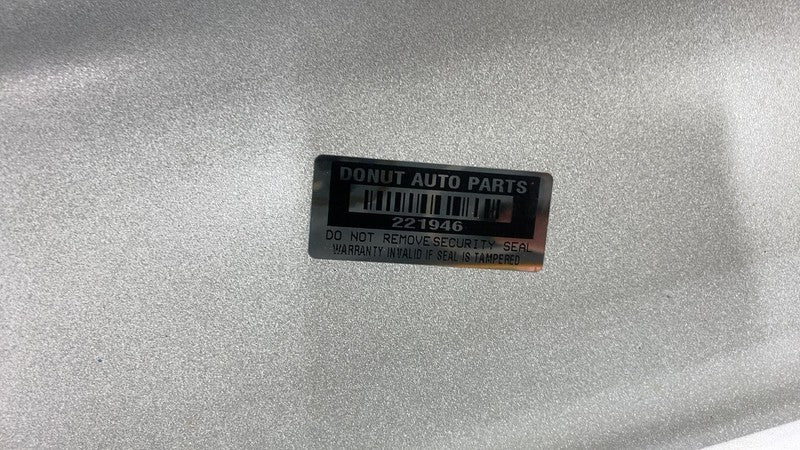 DONUT AUTO PARTS
221946
DO NOT REMOVE SECURITY SEAL
WARRANTY INVALID IF SEAL IS TAMPERED